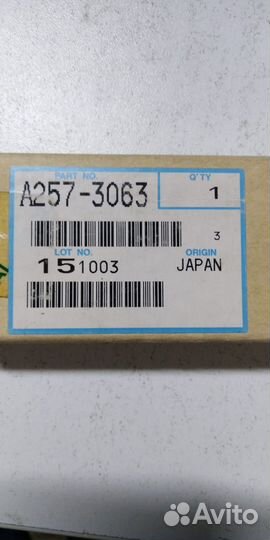 PART NO. Q'TY
A257-3063 1
3
LOT NO. ORIGIN
151003 JAPAN
Avito